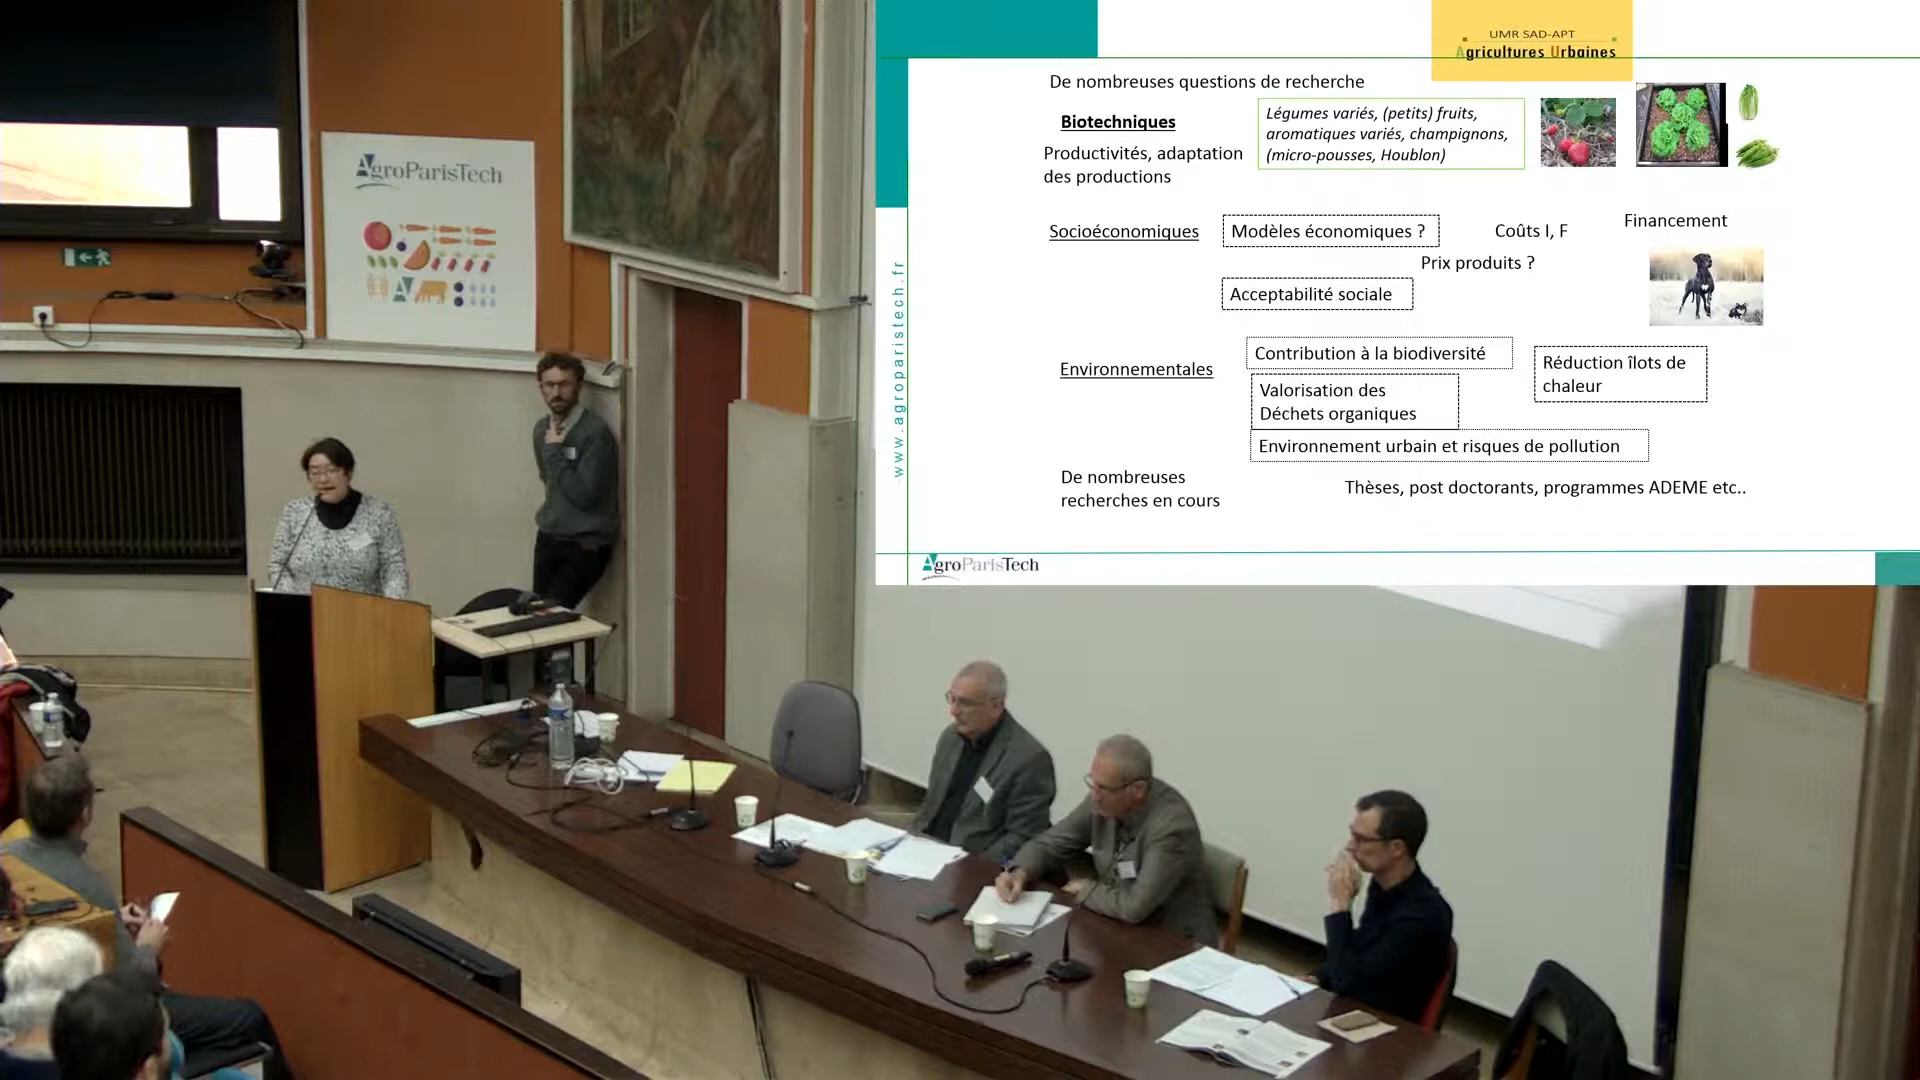 AgroParisTech
UMR SAD-APT
Agricultures Urbaines
De nombreuses questions de recherche
Biotechniques
Productivités, adaptation
des productions
Légumes variés, (petits) fruits,
aromatiques variés, champignons,
(micro-pousses, Houblon)
Socioéconomiques
Modèles économiques ?
Coûts I, F
Financement
Prix produits ?
Acceptabilité sociale
Environnementales
Contribution à la biodiversité
Réduction îlots de
chaleur
Valorisation des
Déchets organiques
Environnement urbain et risques de pollution
De nombreuses
recherches en cours
Thèses, post doctorants, programmes ADEME etc..
www.agroparistech.fr
AgroParisTech